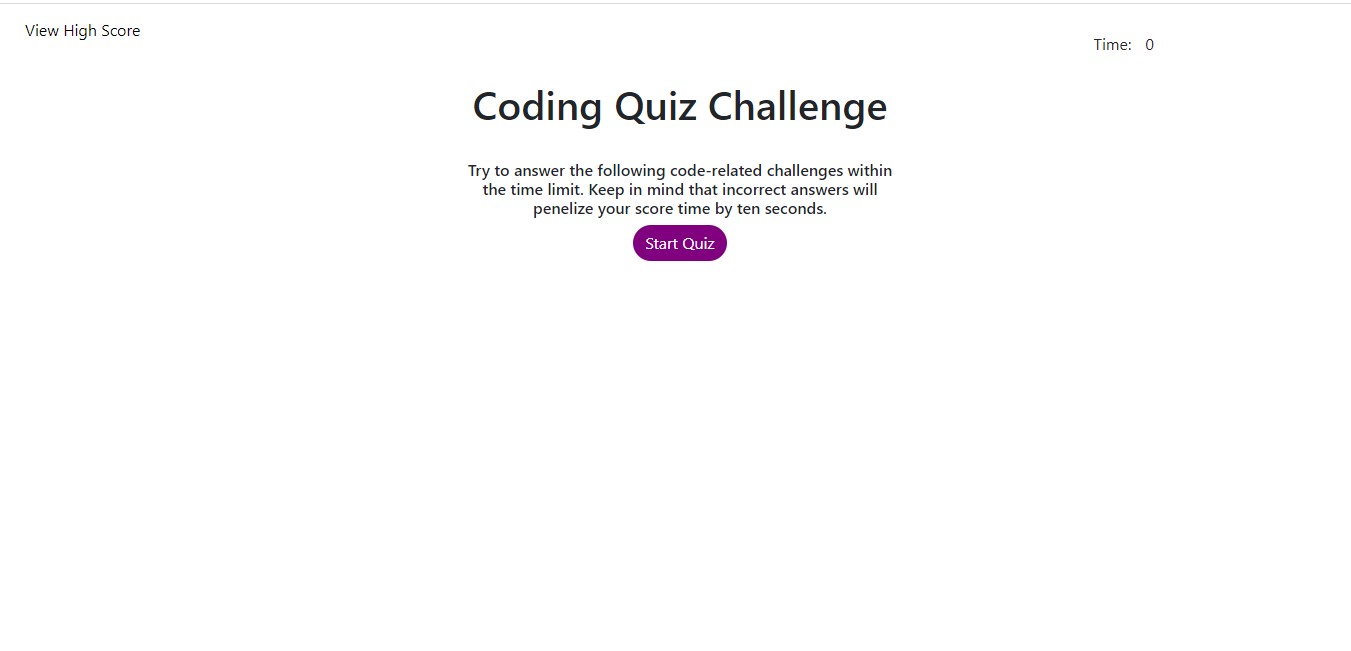 View High Score
Time: 0
Coding Quiz Challenge
Try to answer the following code-related challenges within
the time limit. Keep in mind that incorrect answers will
penelize your score time by ten seconds.
Start Quiz